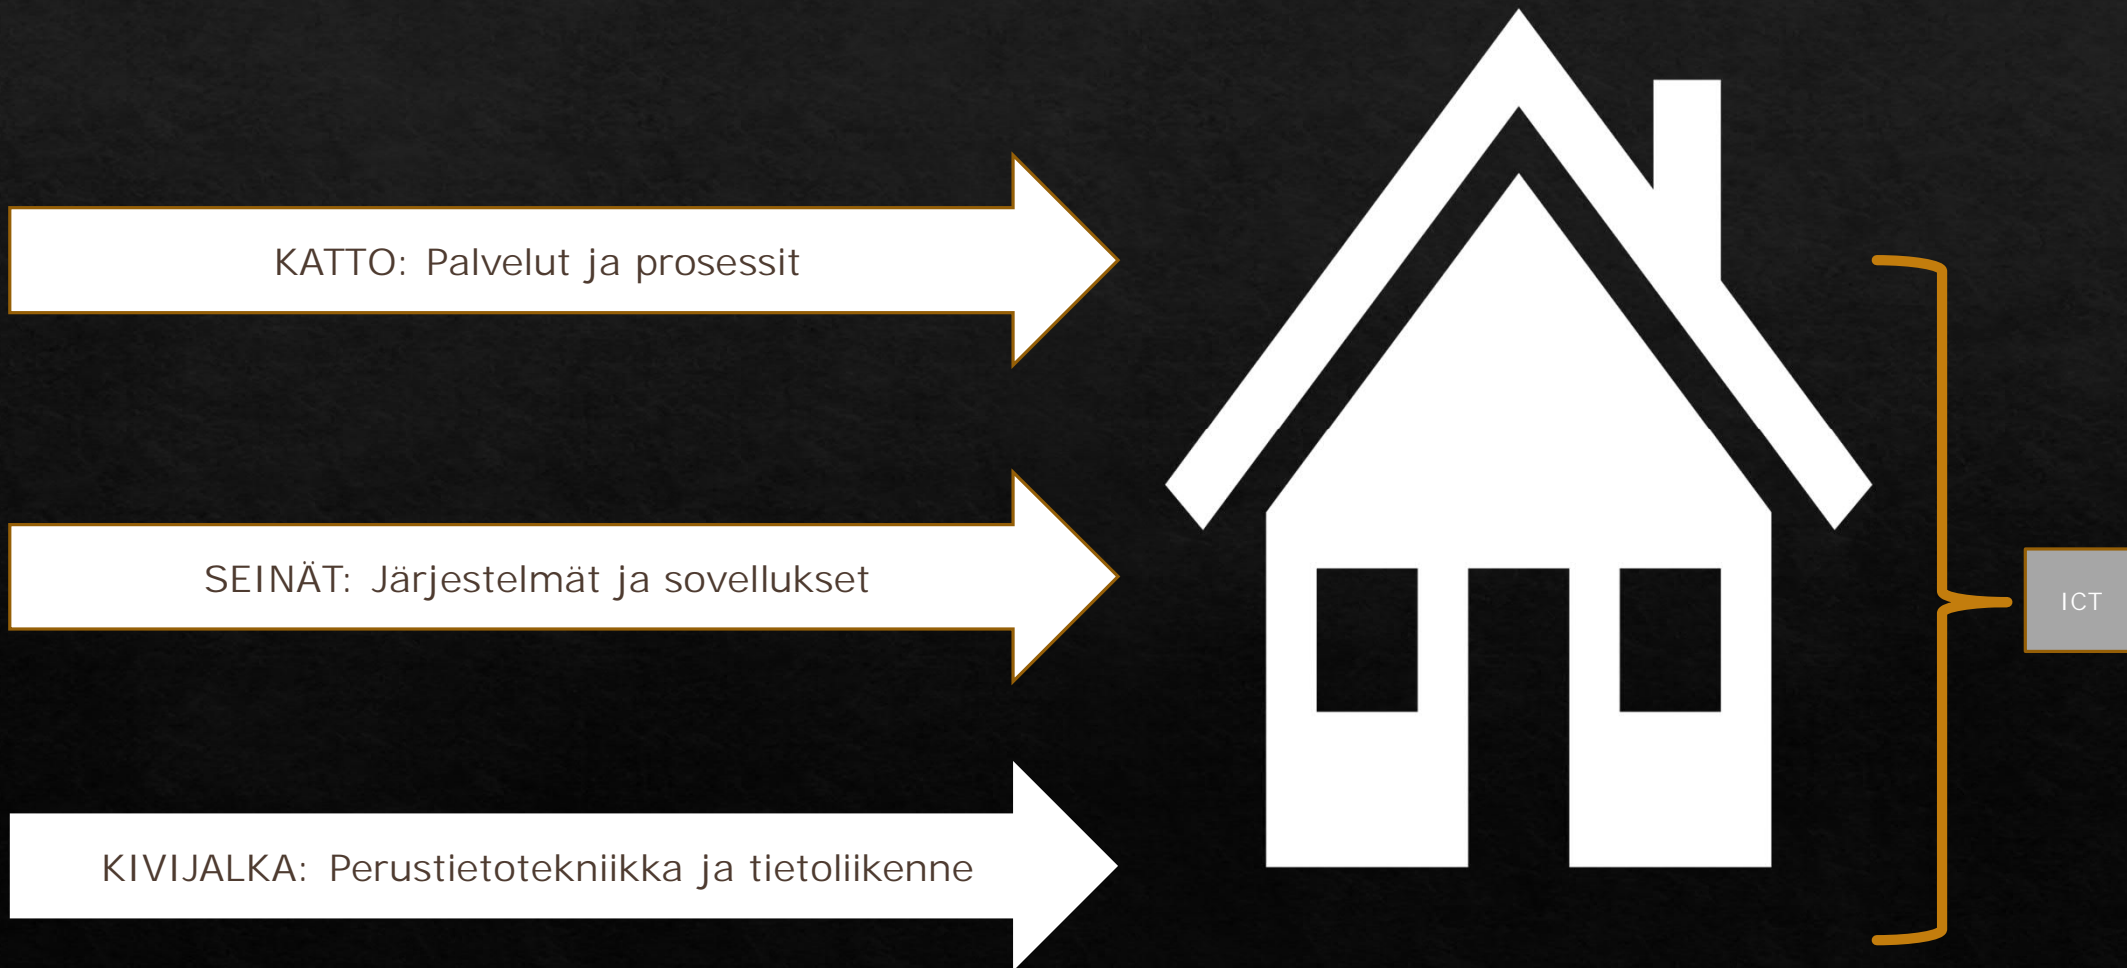 KATTO: Palvelut ja prosessit
SEINÄT: Järjestelmät ja sovellukset
ICT
KIVIJALKA: Perustietotekniikka ja tietoliikenne